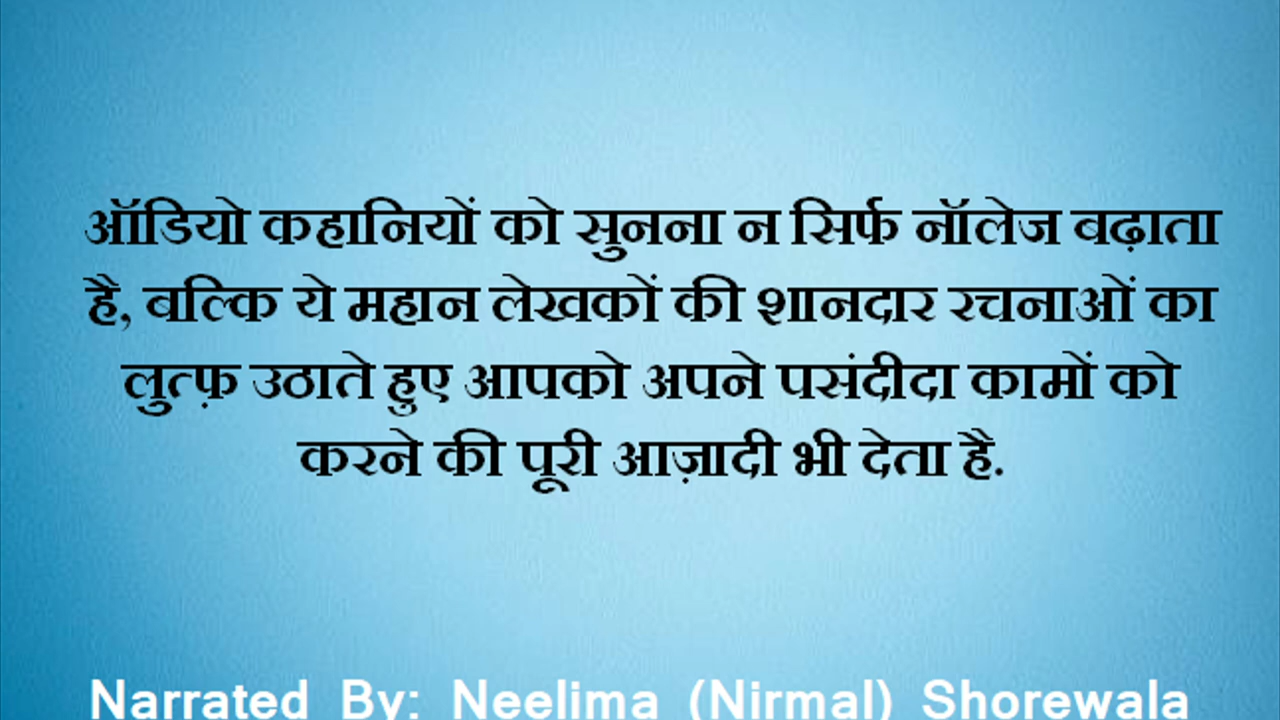 ऑडियो कहानियों को सुनना न सिर्फ नॉलेज बढ़ाता
है, बल्कि ये महान लेखकों की शानदार रचनाओं का
लुत्फ़ उठाते हुए आपको अपने पसंदीदा कामों को
करने की पूरी आज़ादी भी देता है.
Narrated By: Neelima (Nirmal) Shorewala